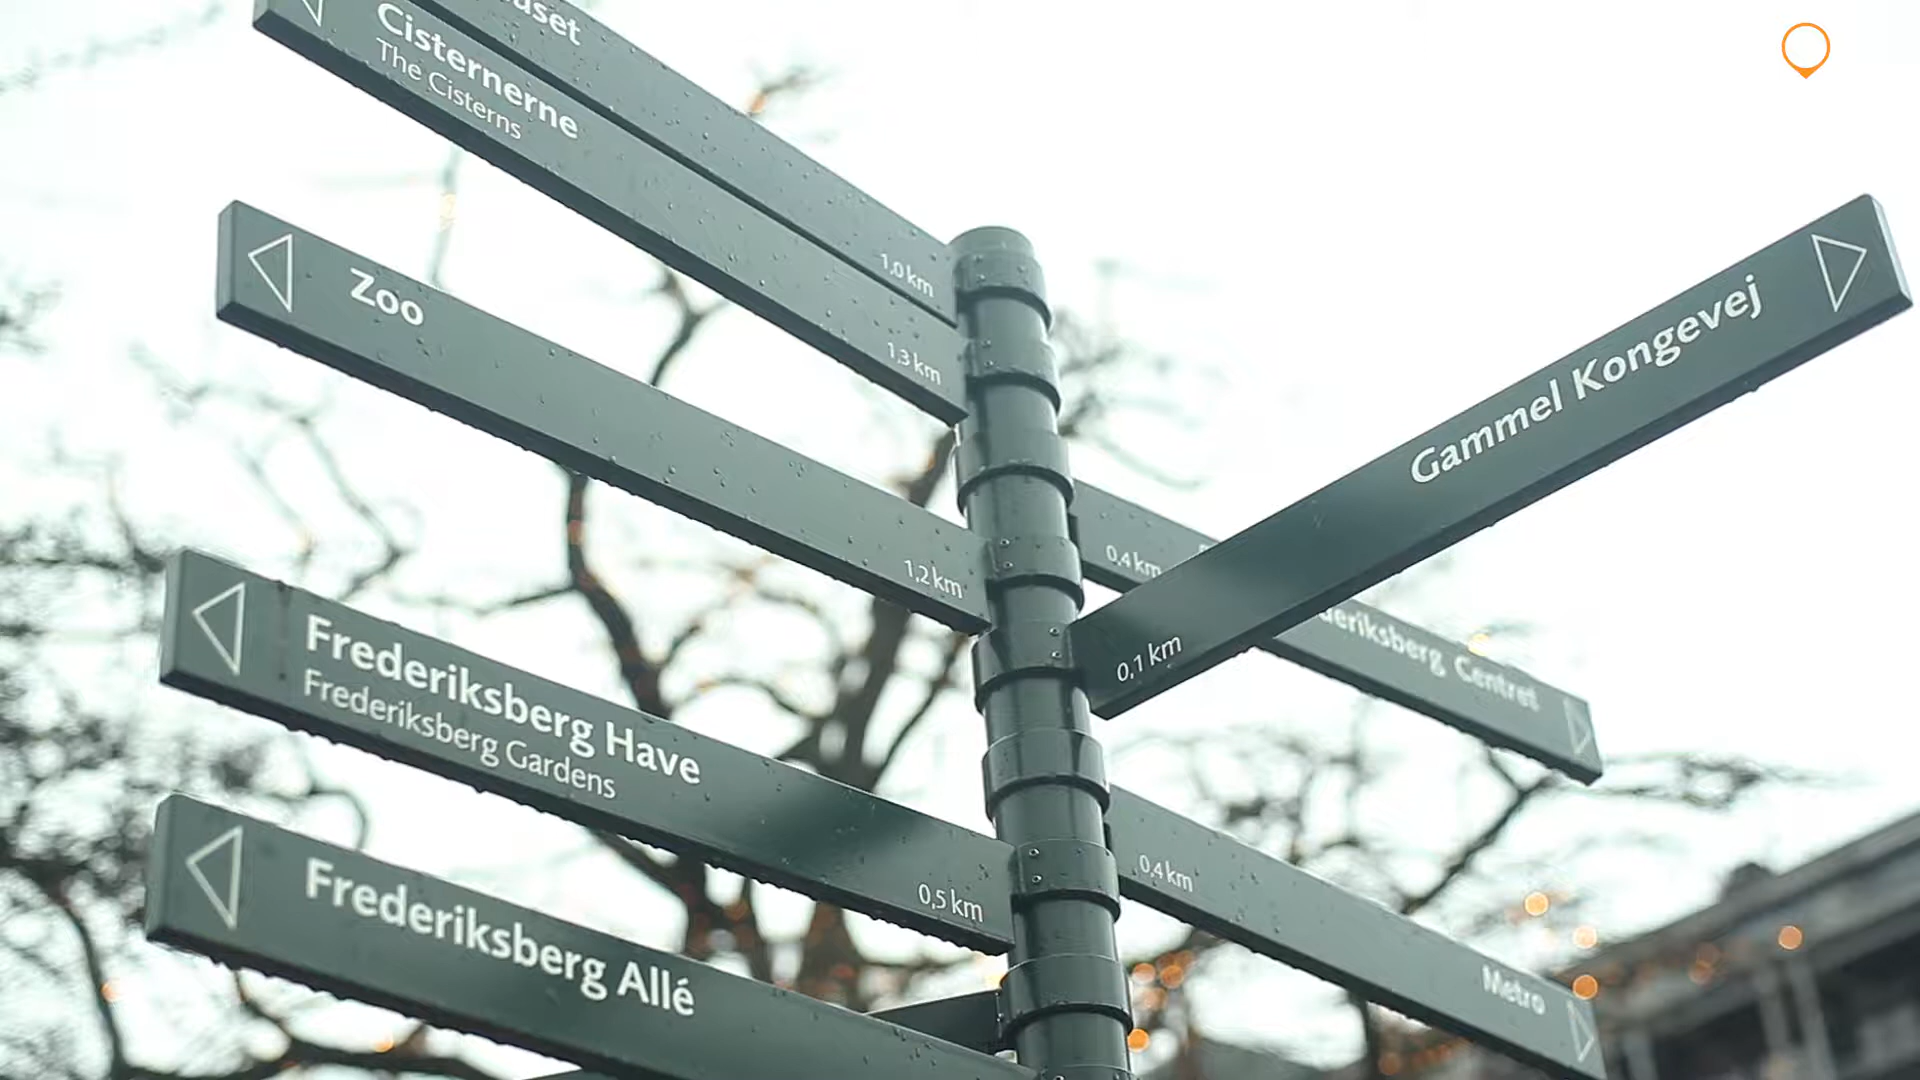 Cisternerne
The Cisterns
1,0 km
1,3 km
Zoo
1,2 km
Gammel Kongevej
0,1 km
0,4 km
Centret
Frederiksberg Have
Frederiksberg Gardens
0,5 km
0,4 km
Metro
Frederiksberg Allé